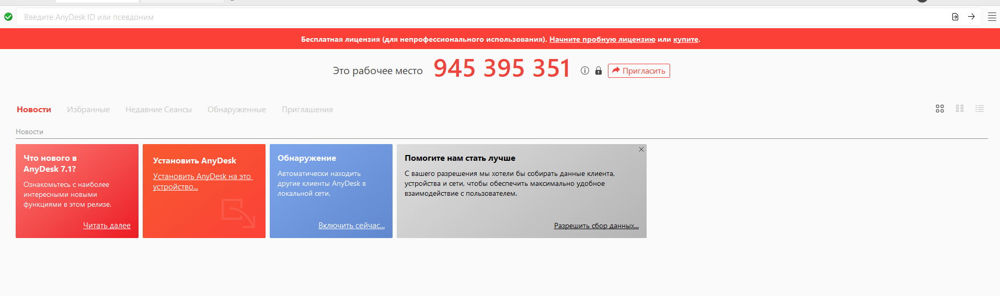 Введите AnyDesk ID или псевдоним
Бесплатная лицензия (для непрофессионального использования). Начните пробную лицензию или купите.
Это рабочее место 945 395 351 Пригласить
Новости Избранные Недавние Сеансы Обнаруженные Приглашения
Новости
Что нового в
AnyDesk 7.1?
Ознакомьтесь с наиболее
интересными новыми
функциями в этом релизе.
Читать далее
Установить AnyDesk
Установить AnyDesk на это
устройство...
Обнаружение
Автоматически находить
другие клиенты AnyDesk в
локальной сети.
Включить сейчас...
Помогите нам стать лучше
С вашего разрешения мы хотели бы собирать данные клиента,
устройства и сети, чтобы обеспечить максимально удобное
взаимодействие с пользователем.
Разрешить сбор данных...